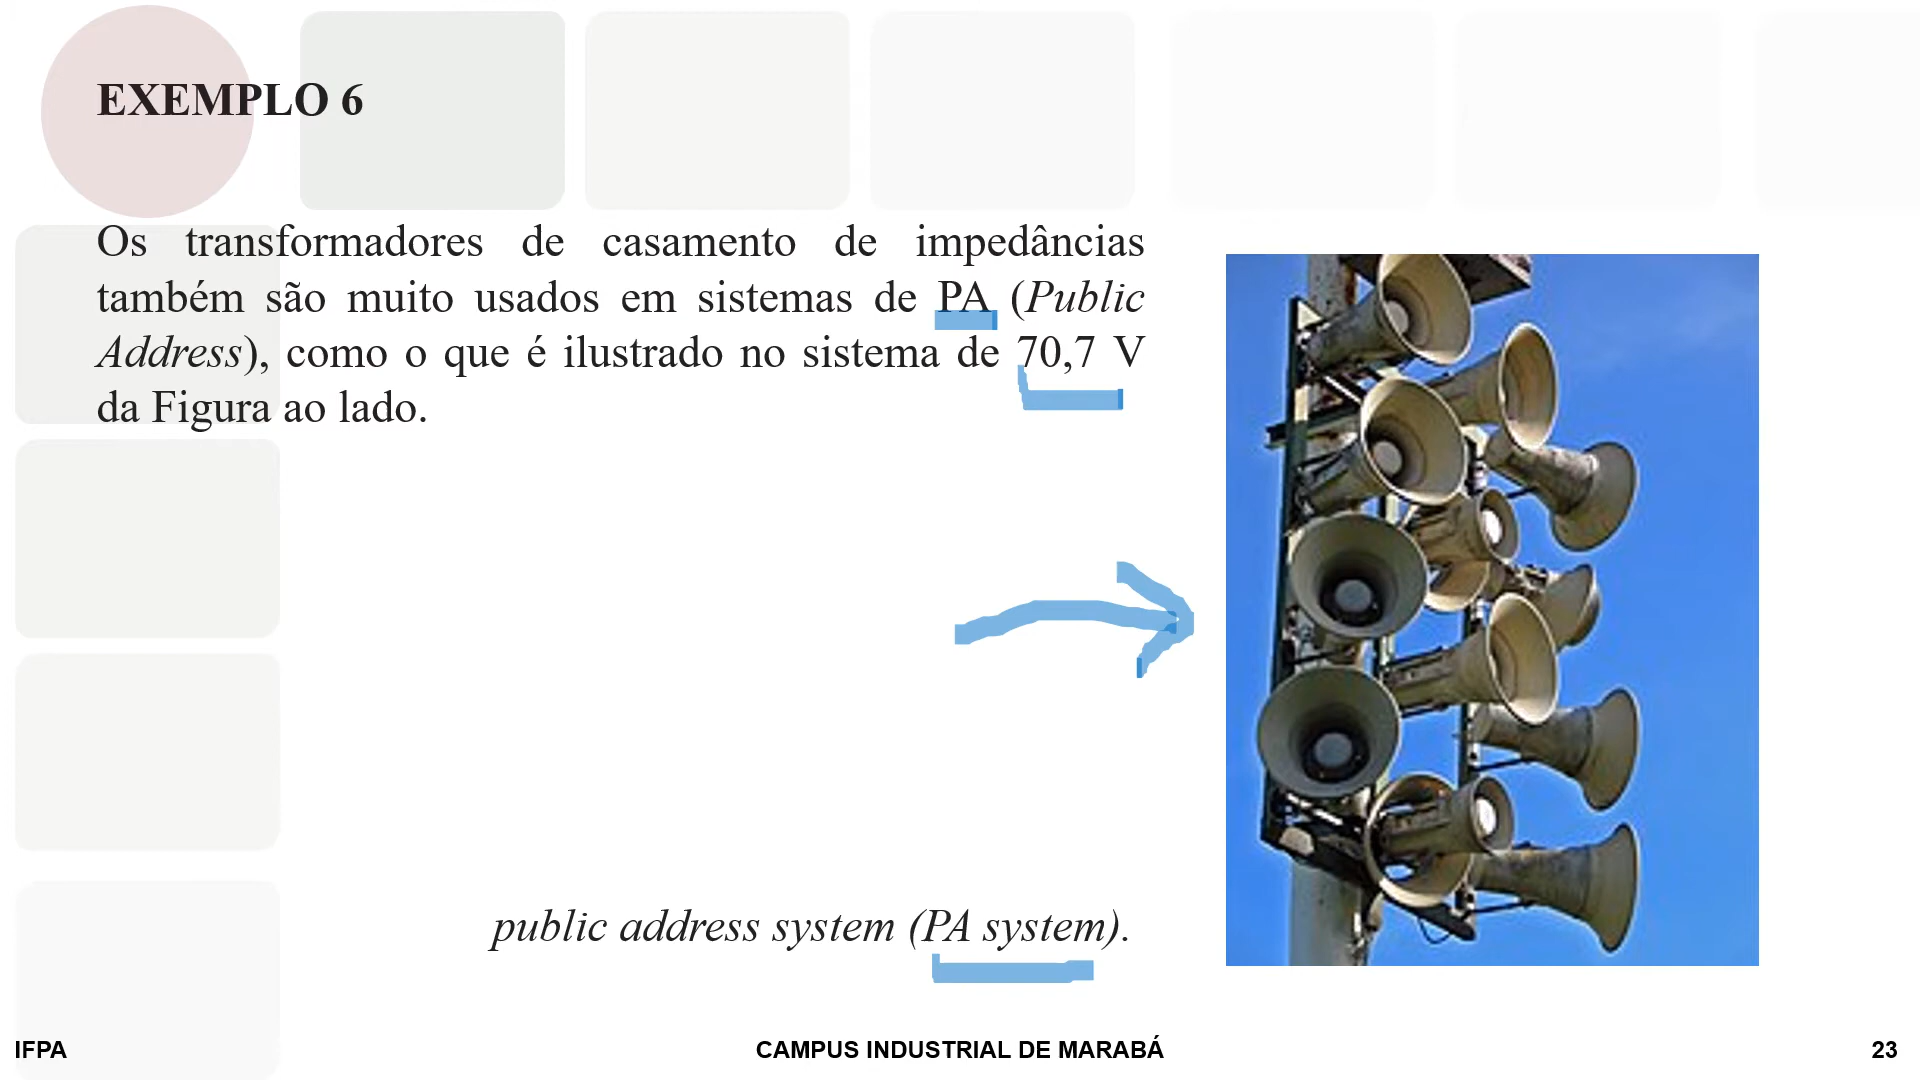 EXEMPLO 6
Os transformadores de casamento de impedâncias
também são muito usados em sistemas de PA (Public
Address), como o que é ilustrado no sistema de 70,7 V
da Figura ao lado.
public address system (PA system).
IFPA
CAMPUS INDUSTRIAL DE MARABÁ
23